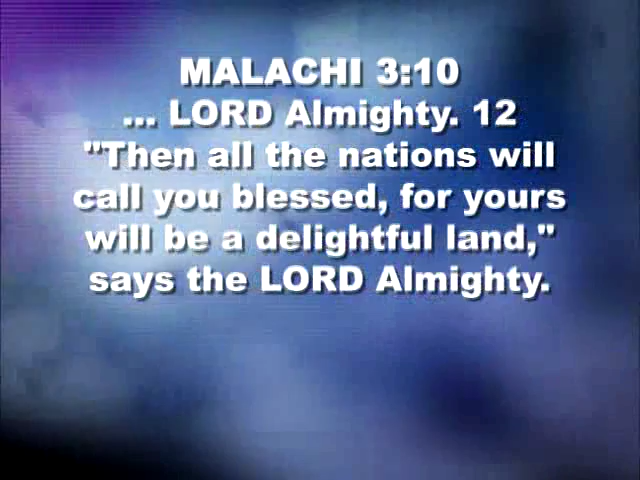 MALACHI 3:10
... LORD Almighty. 12
"Then all the nations will
call you blessed, for yours
will be a delightful land,"
says the LORD Almighty.